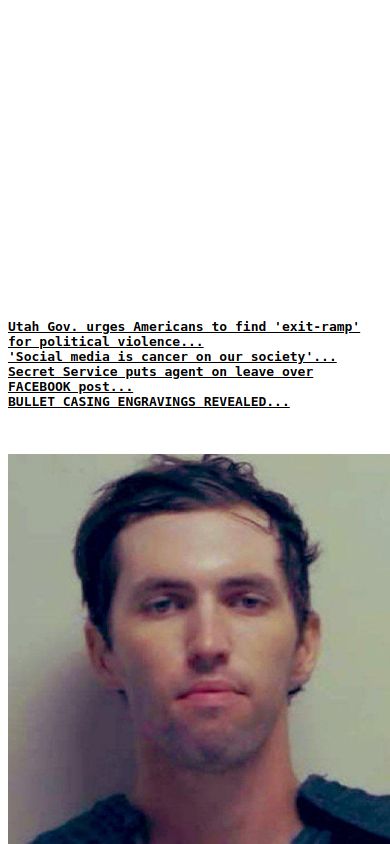 Utah Gov. urges Americans to find 'exit-ramp'
for political violence...
'Social media is cancer on our society'...
Secret Service puts agent on leave over
FACEBOOK post...
BULLET CASING ENGRAVINGS REVEALED...